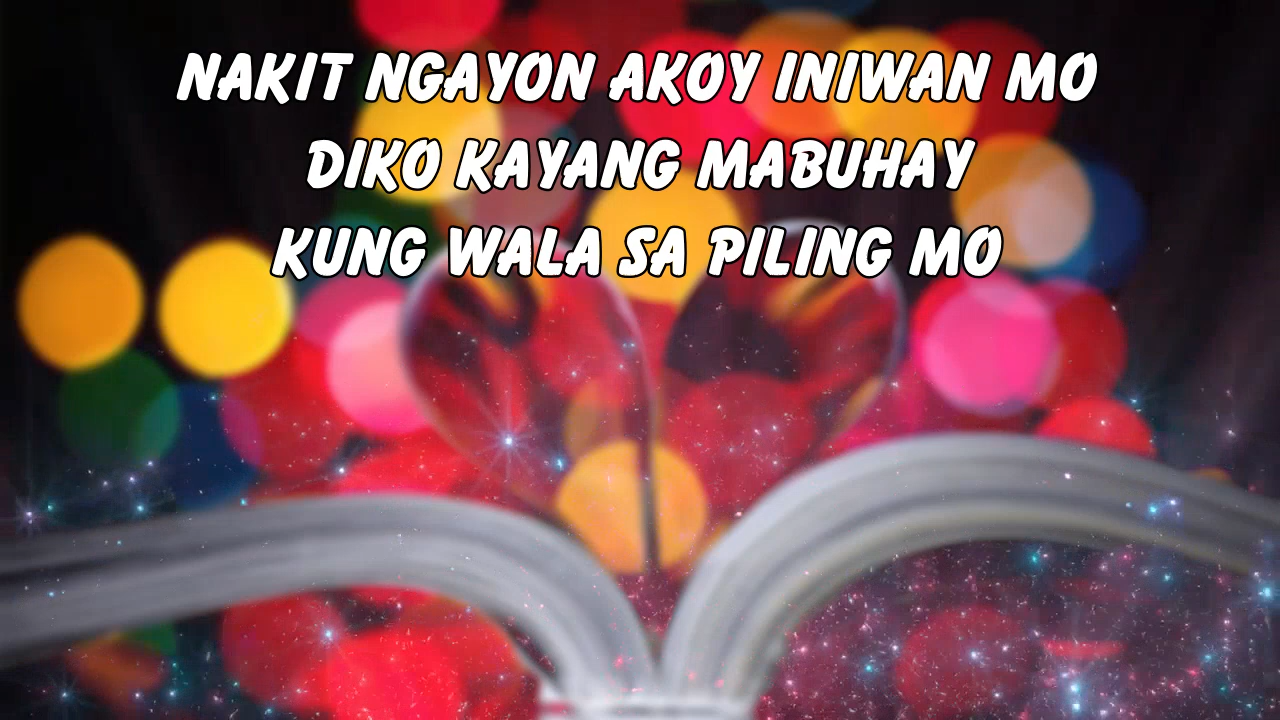 NAKIT NGAYON AKOY INIWAN MO
DIKO KAYANG MABUHAY
KUNG WALA SA PILING MO